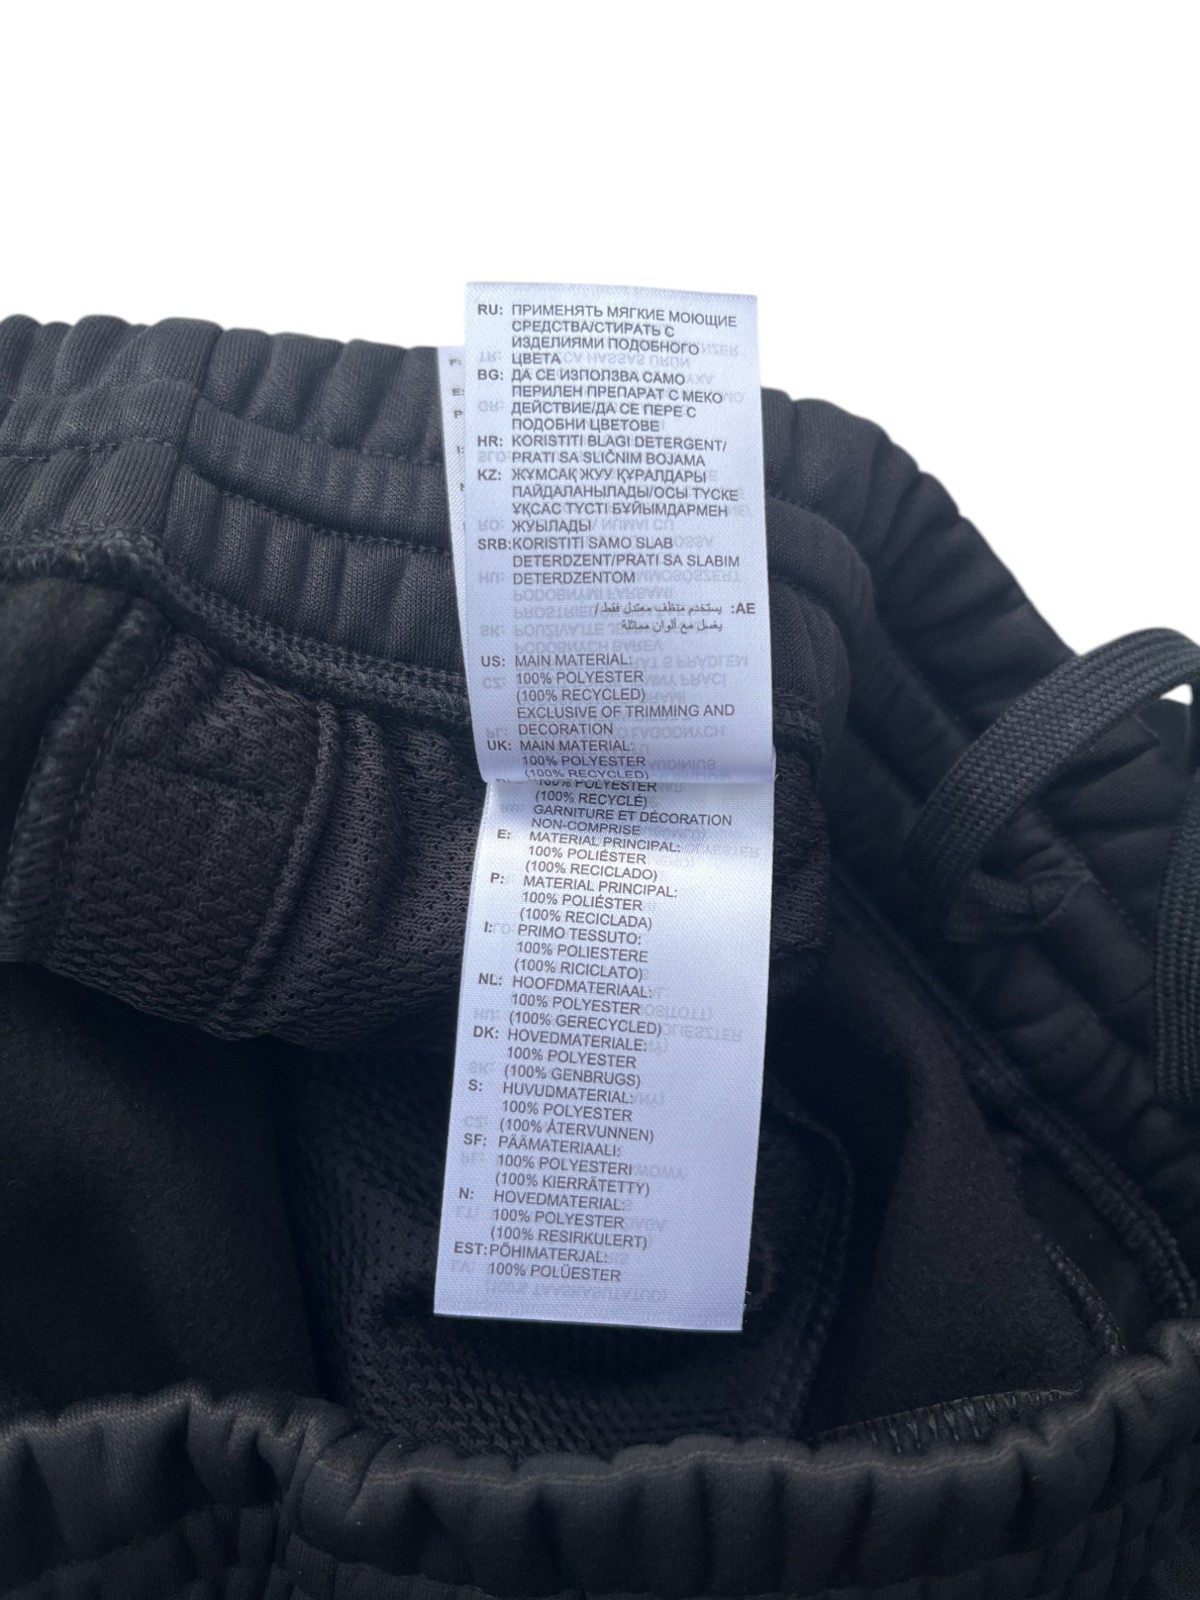 RU: ПРИМЕНЯТЬ МЯГКИЕ МОЮЩИЕ
СРЕДСТВА/СТИРАТЬ С
ИЗДЕЛИЯМИ ПОДОБНОГО
ЦВЕТА
BG: ДА СЕ ИЗПОЛЗВА САМО
ПЕРИЛЕН ПРЕПАРАТ С МЕКО
ДЕЙСТВИЕ/ДА СЕ ПЕРЕ С
ПОДОБНИ ЦВЕТОВЕ
HR: KORISTITI BLAGI DETERGENT/
PRATI SA SLIČNIM BOJAMA
KZ: ЖҰМСАҚ ЖУУ ҚҰРАЛДАРЫ
ПАЙДАЛАНЫЛАДЫ/ОСЫ ТҮСКЕ
ҰҚСАС ТҮСТІ БҰЙЫМДАРМЕН
ЖУЫЛАДЫ
SRB: KORISTITI SAMO SLAB
DETERDZENT/PRATI SA SLABIM
DETERDZENTOM
AE: يستخدم منظف معتدل فقط/
يغسل مع ألوان مماثلة
US: MAIN MATERIAL:
100% POLYESTER
(100% RECYCLED)
EXCLUSIVE OF TRIMMING AND
DECORATION
UK: MAIN MATERIAL:
100% POLYESTER
(100% RECYCLED)
100% POLYESTER
(100% RECYCLÉ)
GARNITURE ET DÉCORATION
NON-COMPRISE
E: MATERIAL PRINCIPAL:
100% POLIÉSTER
(100% RECICLADO)
P: MATERIAL PRINCIPAL:
100% POLIÉSTER
(100% RECICLADA)
I: PRIMO TESSUTO:
100% POLIESTERE
(100% RICICLATO)
NL: HOOFDMATERIAAL:
100% POLYESTER
(100% GERECYCLED)
DK: HOVEDMATERIALE:
100% POLYESTER
(100% GENBRUGS)
S: HUVUDMATERIAL:
100% POLYESTER
(100% ÅTERVUNNEN)
SF: PÄÄMATERIAALI:
100% POLYESTERI
(100% KIERRÄTETTY)
N: HOVEDMATERIAL:
100% POLYESTER
(100% RESIRKULERT)
EST: PÕHIMATERJAL:
100% POLÜESTER